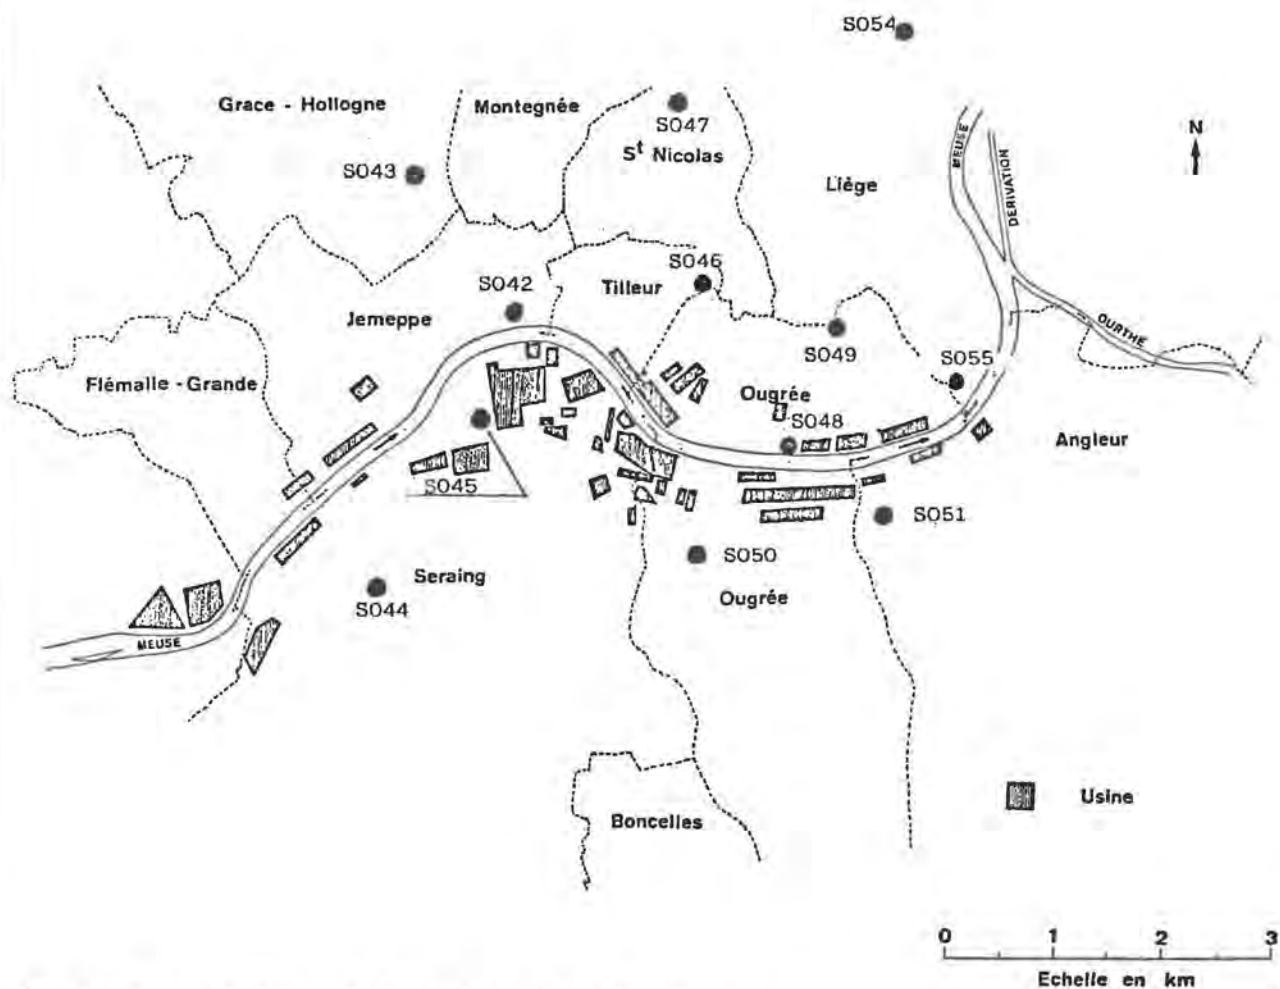 S054
Grace - Hollogne
Montegnée
S047
St Nicolas
MEUSE
DERIVATION
N
S043
Liége
S046
S042
Tilleur
Jemeppe
OURTHE
S049
S055
Flémalle - Grande
Ougrée
S048
Angleur
S045
S051
S050
Seraing
S044
Ougrée
MEUSE
Usine
Boncelles
0 1 2 3
Echelle en km